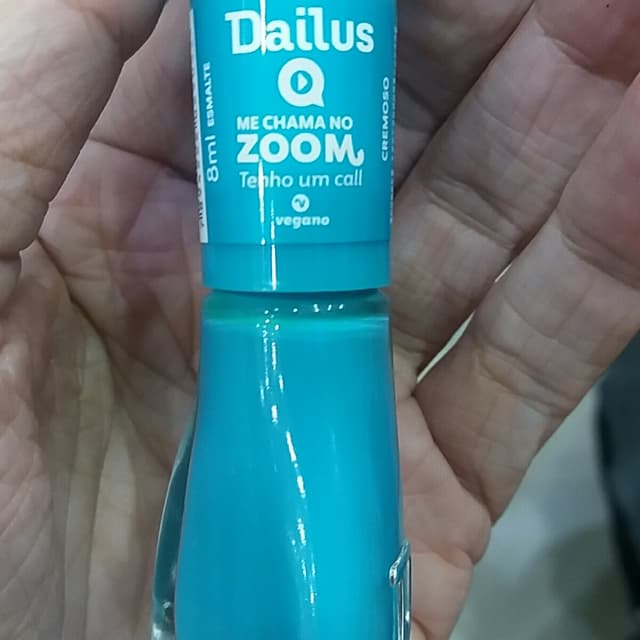 Dailus
ME CHAMA NO
ZOOM
Tenho um call
vegano
8ml ESMALTE
CREMOSO